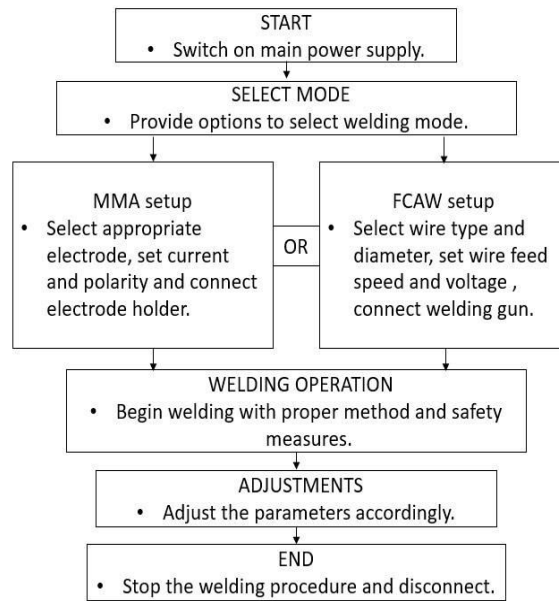 START
• Switch on main power supply.
SELECT MODE
• Provide options to select welding mode.
MMA setup
• Select appropriate
electrode, set current
and polarity and connect
electrode holder.
OR
FCAW setup
• Select wire type and
diameter, set wire feed
speed and voltage ,
connect welding gun.
WELDING OPERATION
• Begin welding with proper method and safety
measures.
ADJUSTMENTS
• Adjust the parameters accordingly.
END
• Stop the welding procedure and disconnect.